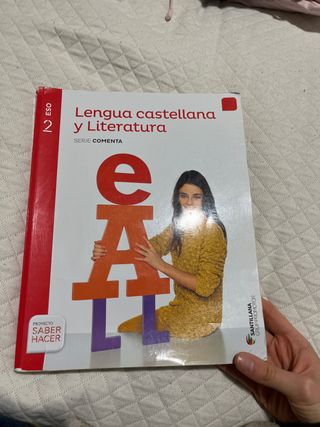 ESO
2
Lengua castellana
y Literatura
SERIE COMENTA
e
A
L
PROYECTO
SABER
HACER
SANTILLANA